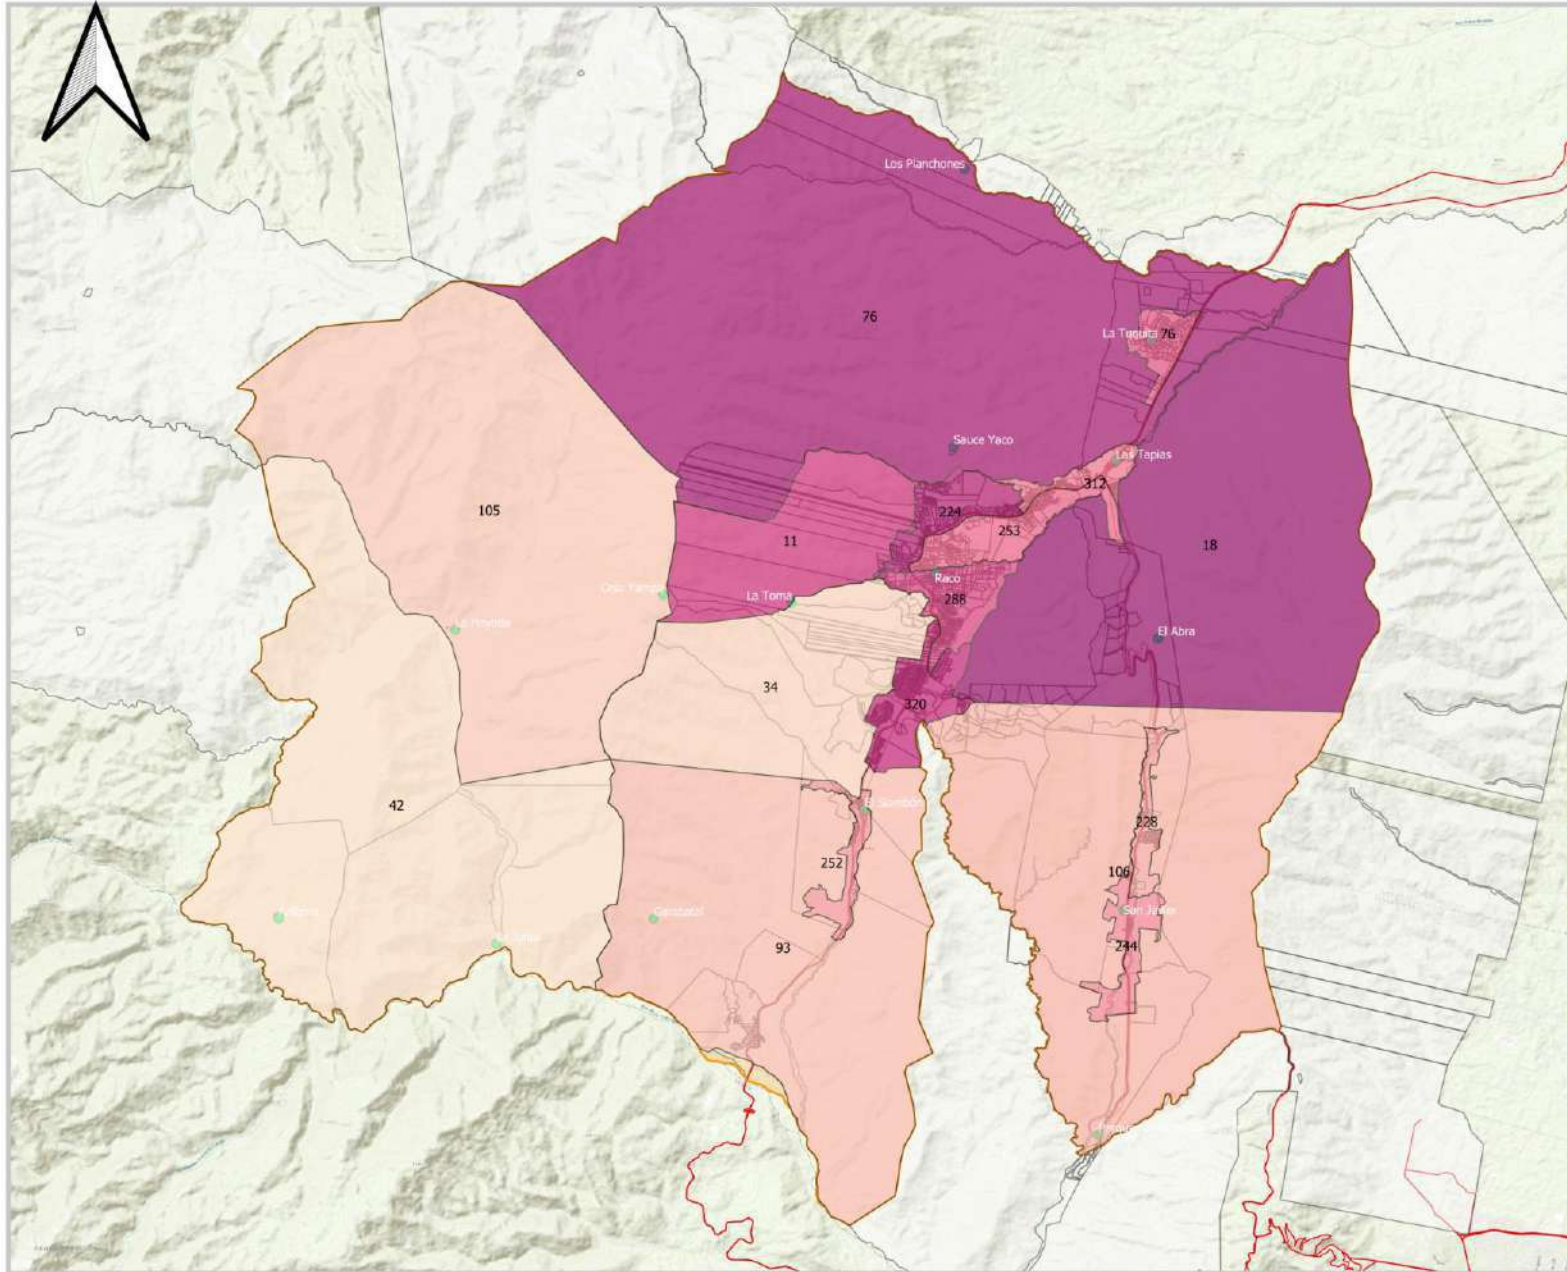 Los Planchones
76
La Tuquita 76
Sauce Yaco
Las Tapias
312
105
224
253
11
18
Raco
La Toma
288
El Abra
34
320
42
228
252
106
San Javier
93
244